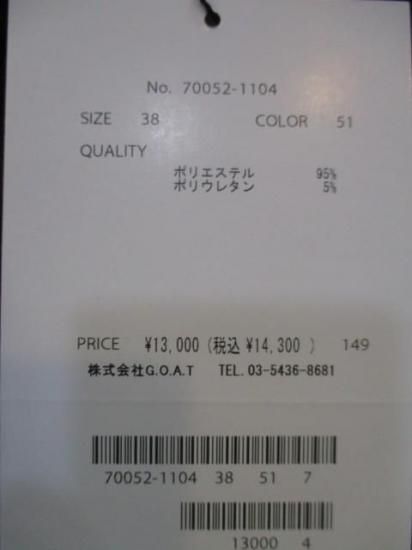 No. 70052-1104
SIZE 38 COLOR 51
QUALITY
ポリエステル 95%
ポリウレタン 5%
PRICE ¥13,000 (税込 ¥14,300 ) 149
株式会社G.O.A.T TEL. 03-5436-8681
70052-1104 38 51 7
13000 4